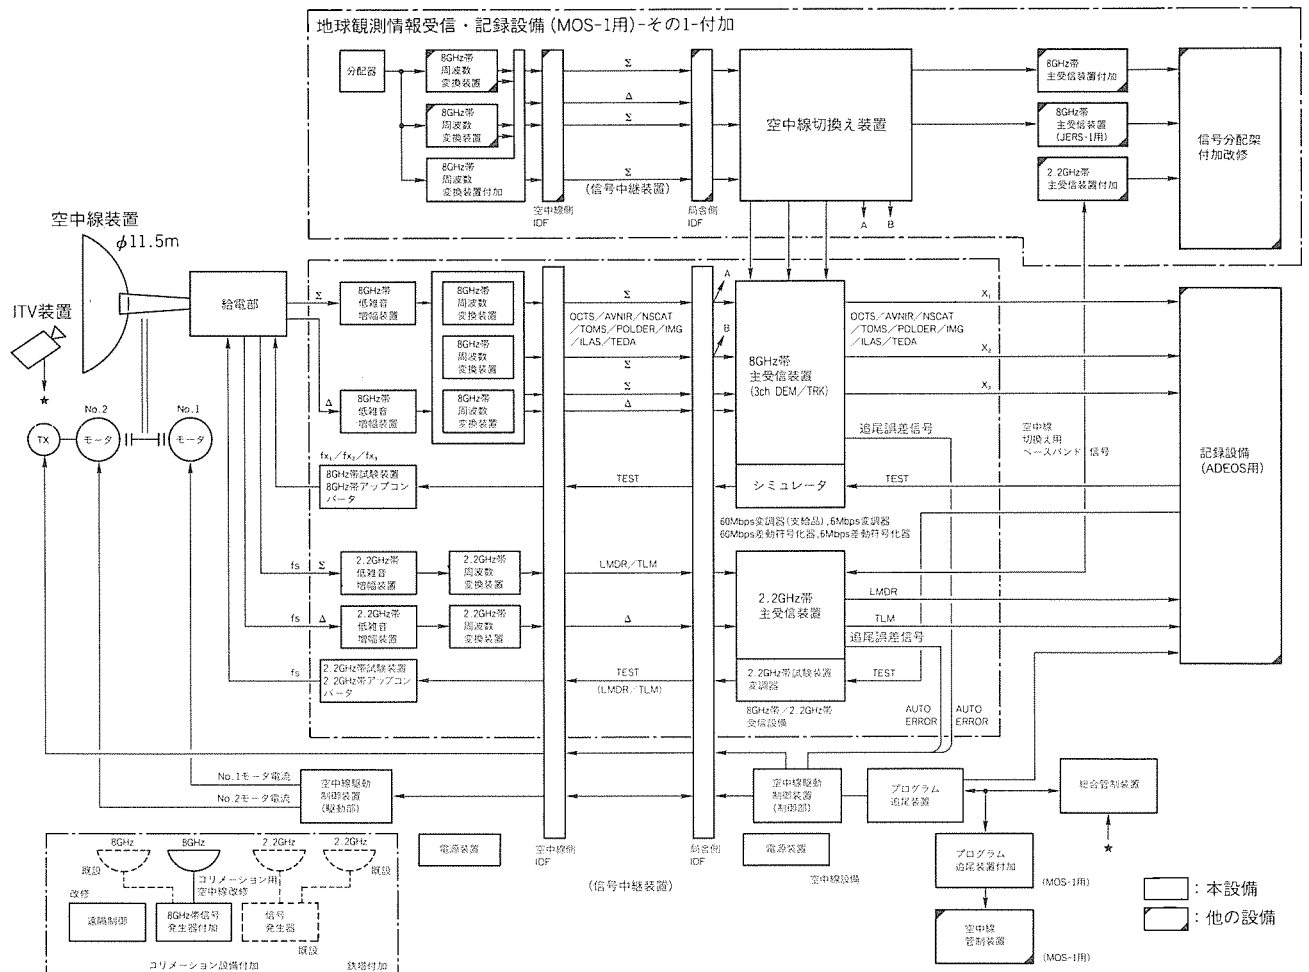 地球観測情報受信・記録設備(MOS-1用)-その1-付加
分配器
8GHz帯
周波数
変換装置
8GHz帯
周波数
変換装置
8GHz帯
周波数
変換装置付加
Σ
Δ
Σ
Σ
(信号中継装置)
空中線側
IDF
局舎側
IDF
空中線切換え装置
A
B
8GHz帯
主受信装置付加
8GHz帯
主受信装置
(JERS-1用)
2.2GHz帯
主受信装置付加
信号分配架
付加改修
空中線装置
φ11.5m
ITV装置
給電部
No.2
No.1
TX
モータ
モータ
Σ
8GHz帯
低雑音
増幅装置
8GHz帯
周波数
変換装置
8GHz帯
周波数
変換装置
Δ
8GHz帯
低雑音
増幅装置
8GHz帯
周波数
変換装置
Σ
OCTS/AVNIR/NSCAT
/TOMS/POLDER/IMG
/ILAS/TEDA
Σ
Σ
Δ
A
B
8GHz帯
主受信装置
(3ch DEM/TRK)
シミュレータ
OCTS/AVNIR/NSCAT
/TOMS/POLDER/IMG
/ILAS/TEDA
X₁
X₂
X₃
追尾誤差信号
空中線
切換え用
ベースバンド信号
TEST
記録設備
(ADEOS用)
fx₁/fx₂/fx₃
8GHz帯試験装置
8GHz帯アップコン
バータ
TEST
60Mbps変調器(支給品),6Mbps変調器
60Mbps差動符号化器,6Mbps差動符号化器
fs Σ
2.2GHz帯
低雑音
増幅装置
2.2GHz帯
周波数
変換装置
LMDR/TLM
fs Δ
2.2GHz帯
低雑音
増幅装置
2.2GHz帯
周波数
変換装置
Δ
2.2GHz帯
主受信装置
LMDR
TLM
追尾誤差信号
fs
2.2GHz帯試験装置
2.2GHz帯アップコン
バータ
TEST
(LMDR/TLM)
2.2GHz帯試験装置
変調器
TEST
8GHz帯/2.2GHz帯
受信設備
AUTO
ERROR
AUTO
ERROR
No.1モータ電流
No.2モータ電流
空中線駆動
制御装置
(駆動部)
空中線駆動
制御装置
(制御部)
プログラム
追尾装置
総合管制装置
電源装置
空中線側
IDF
局舎側
IDF
電源装置
空中線設備
(信号中継装置)
プログラム
追尾装置付加
(MOS-1用)
空中線
管制装置
(MOS-1用)
8GHz
8GHz
2.2GHz
2.2GHz
既設
コリメーション用
空中線改修
既設
改修
遠隔制御
8GHz帯信号
発生器付加
信号
発生器
既設
コリメーション設備付加
鉄塔付加
:本設備
:他の設備